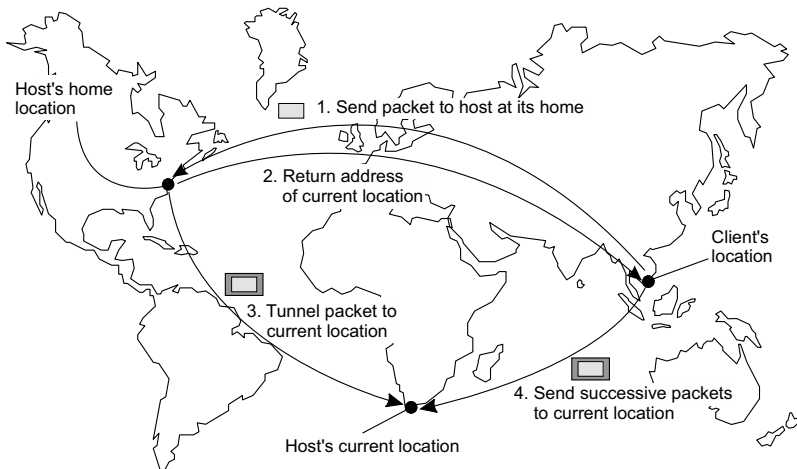 Host's home
location
1. Send packet to host at its home
2. Return address
of current location
Client's
location
3. Tunnel packet to
current location
4. Send successive packets
to current location
Host's current location